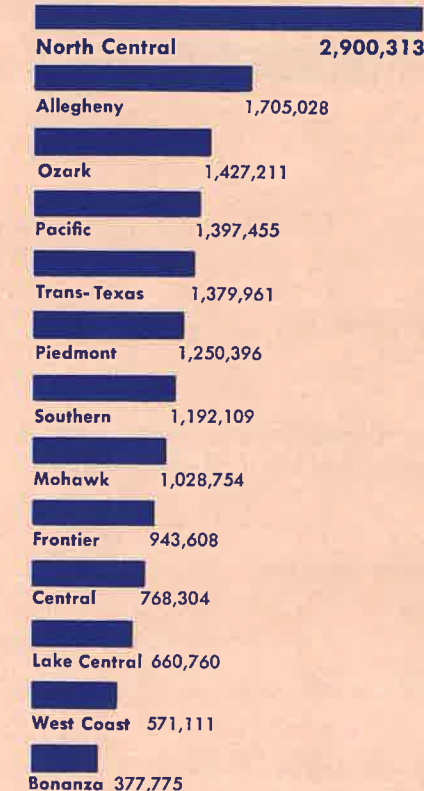 North Central 2,900,313
Allegheny 1,705,028
Ozark 1,427,211
Pacific 1,397,455
Trans-Texas 1,379,961
Piedmont 1,250,396
Southern 1,192,109
Mohawk 1,028,754
Frontier 943,608
Central 768,304
Lake Central 660,760
West Coast 571,111
Bonanza 377,775